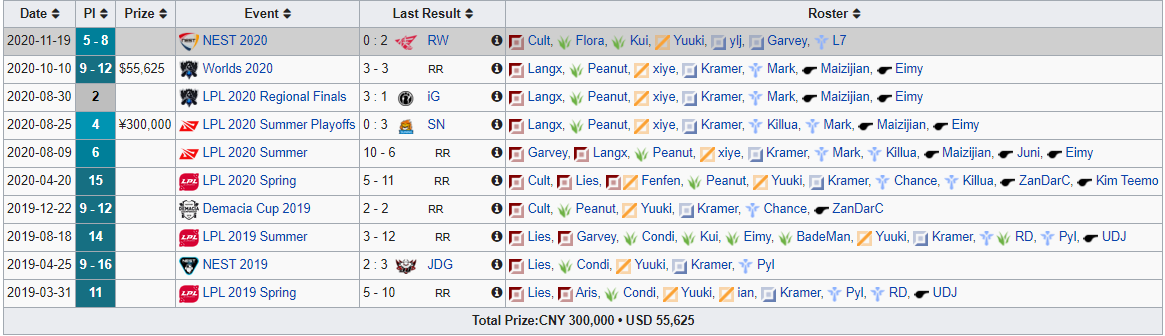 Date Pl Prize Event Last Result Roster
2020-11-19 5 - 8 NEST 2020 0 : 2 RW Cult, Flora, Kui, Yuuki, ylj, Garvey, L7
2020-10-10 9 - 12 $55,625 Worlds 2020 3 - 3 RR Langx, Peanut, xiye, Kramer, Mark, Maizijian, Eimy
2020-08-30 2 LPL 2020 Regional Finals 3 : 1 iG Langx, Peanut, xiye, Kramer, Mark, Maizijian, Eimy
2020-08-25 4 ¥300,000 LPL 2020 Summer Playoffs 0 : 3 SN Langx, Peanut, xiye, Kramer, Killua, Mark, Maizijian, Eimy
2020-08-09 6 LPL 2020 Summer 10 - 6 RR Garvey, Langx, Peanut, xiye, Kramer, Mark, Killua, Maizijian, Juni, Eimy
2020-04-20 15 LPL LPL 2020 Spring 5 - 11 RR Cult, Lies, Fenfen, Peanut, Yuuki, Kramer, Chance, Killua, ZanDarC, Kim Teemo
2019-12-22 9 - 12 DEMACIA Demacia Cup 2019 2 - 2 RR Cult, Peanut, Yuuki, Kramer, Chance, ZanDarC
2019-08-18 14 LPL LPL 2019 Summer 3 - 12 RR Lies, Garvey, Condi, Kui, Eimy, BadeMan, Yuuki, Kramer, RD, Pyl, UDJ
2019-04-25 9 - 16 NEST NEST 2019 2 : 3 JDG Lies, Condi, Yuuki, Kramer, Pyl
2019-03-31 11 LPL LPL 2019 Spring 5 - 10 RR Lies, Aris, Condi, Yuuki, ian, Kramer, Pyl, RD, UDJ
Total Prize:CNY 300,000 • USD 55,625